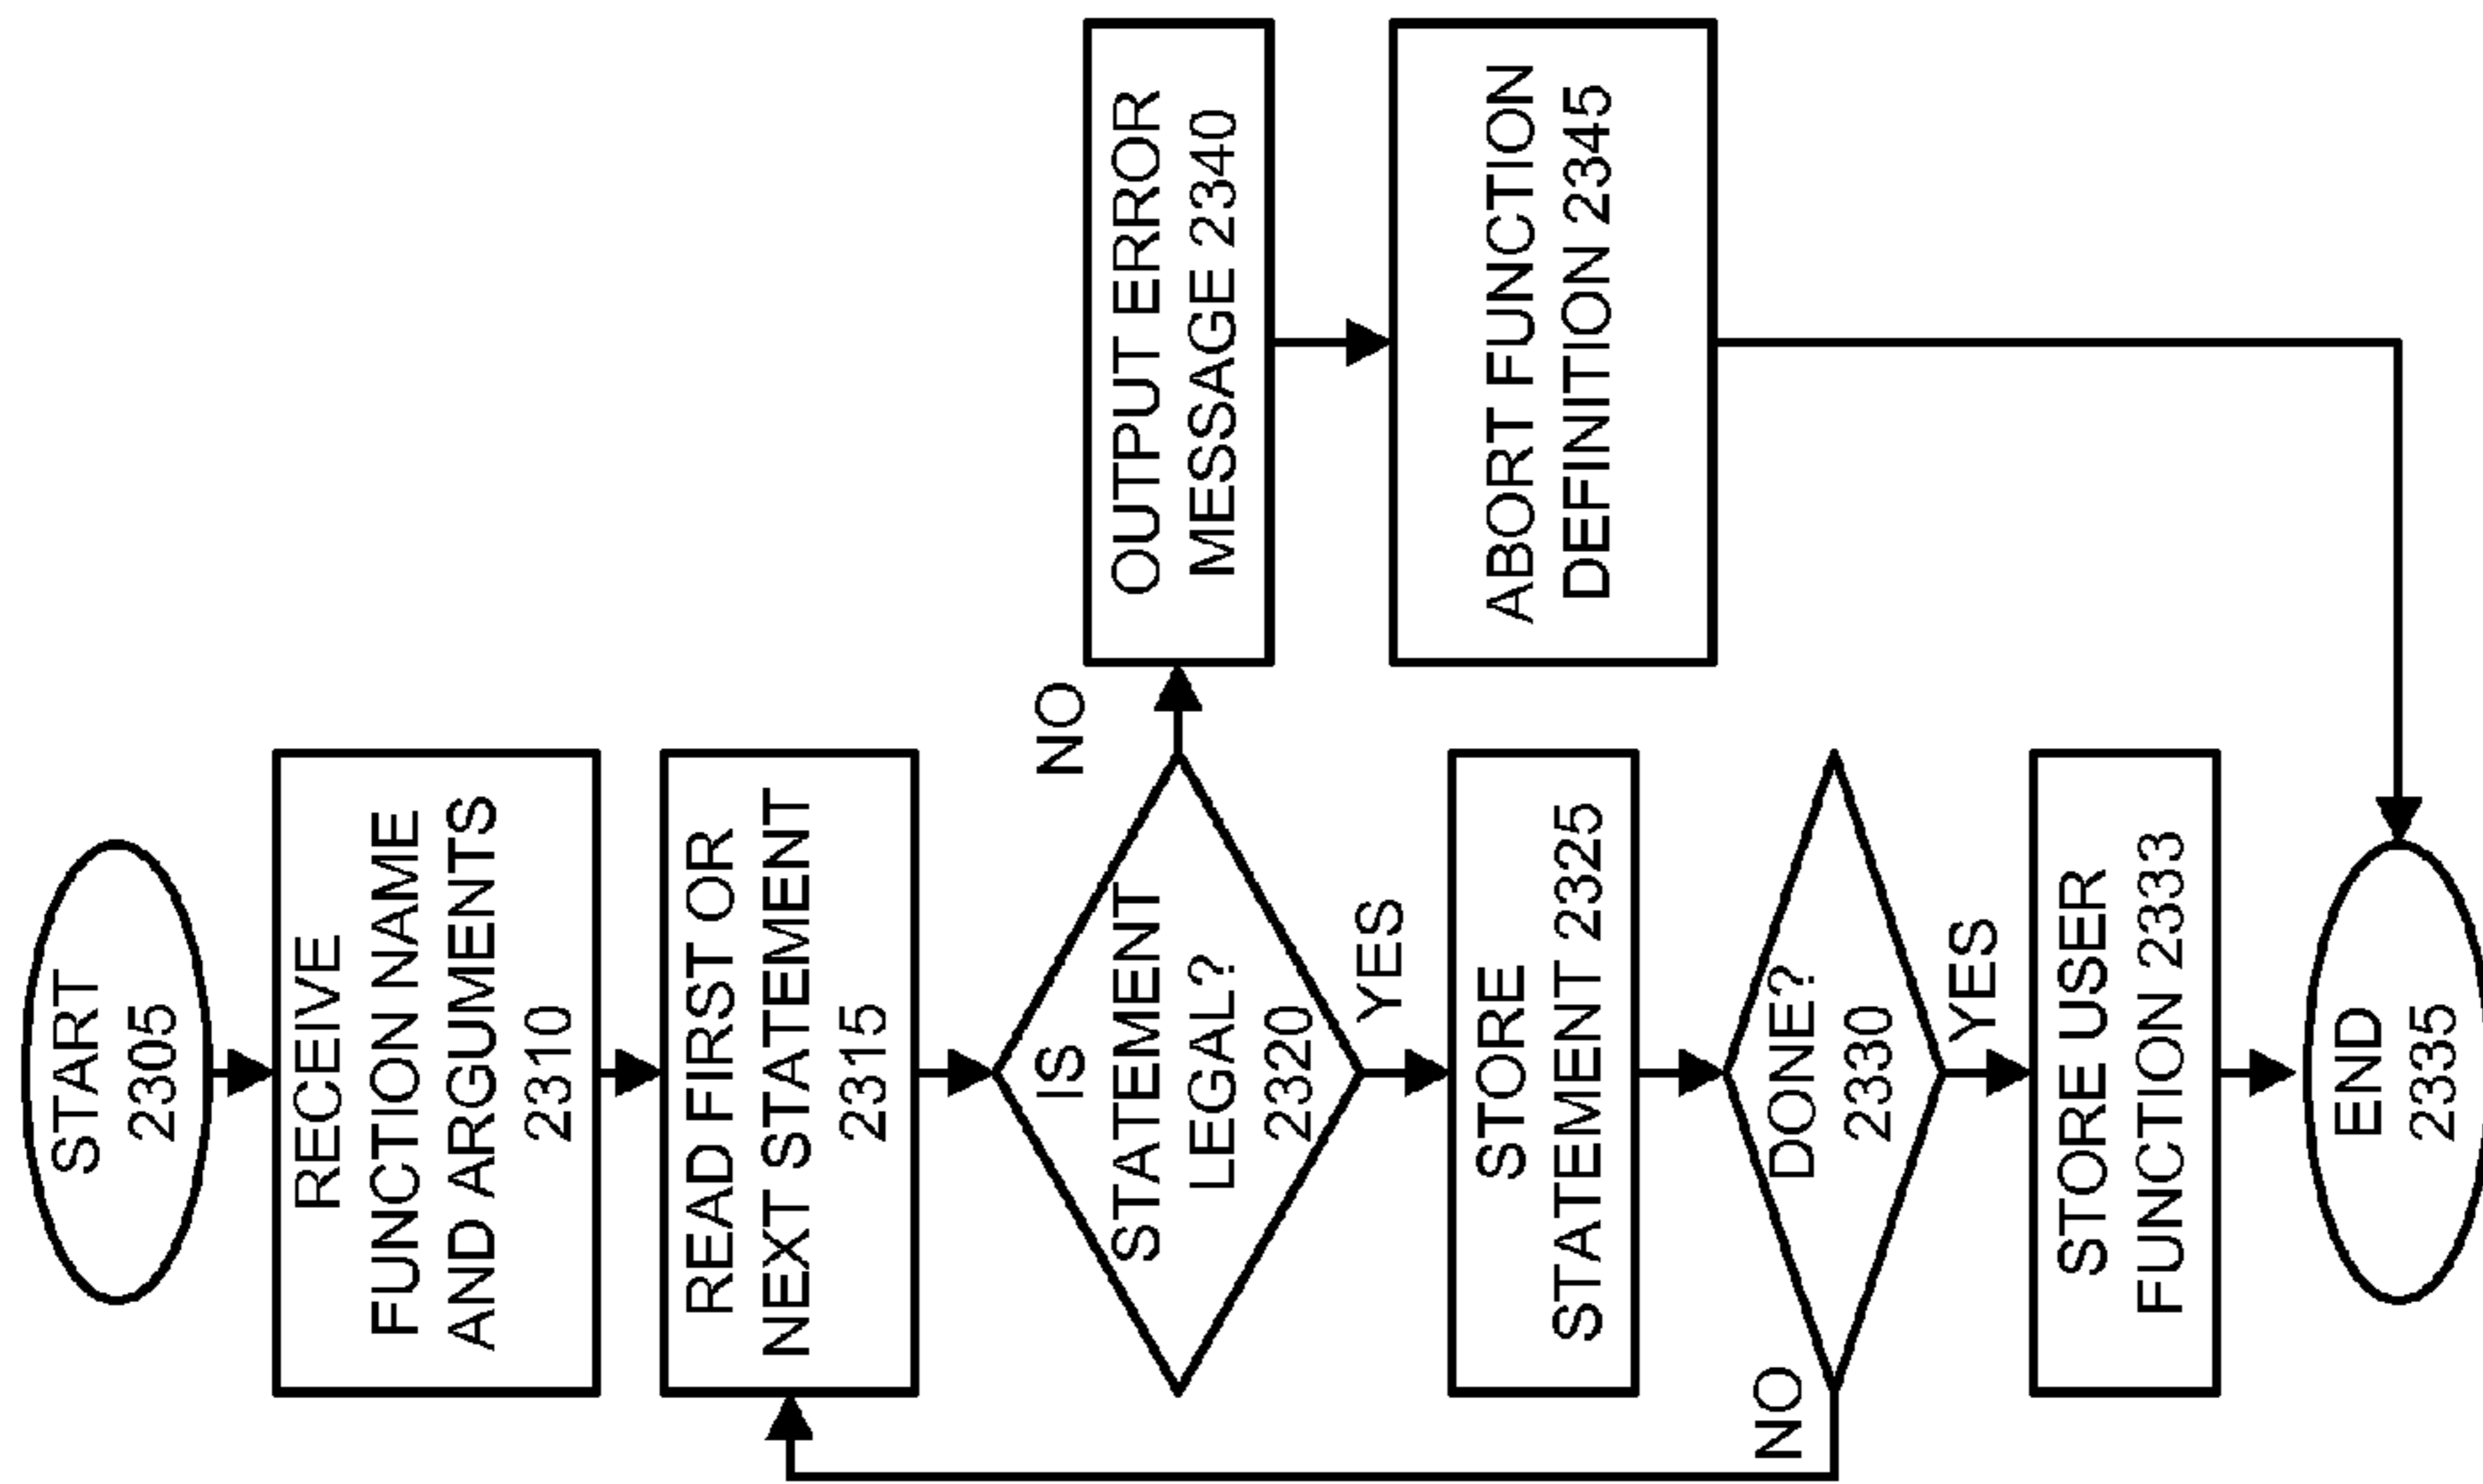 START
2305
RECEIVE
FUNCTION NAME
AND ARGUMENTS
2310
READ FIRST OR
NEXT STATEMENT
2315
IS
STATEMENT
LEGAL?
2320
NO
OUTPUT ERROR
MESSAGE 2340
ABORT FUNCTION
DEFINITION 2345
YES
STORE
STATEMENT 2325
DONE?
2330
NO
YES
STORE USER
FUNCTION 2333
END
2335